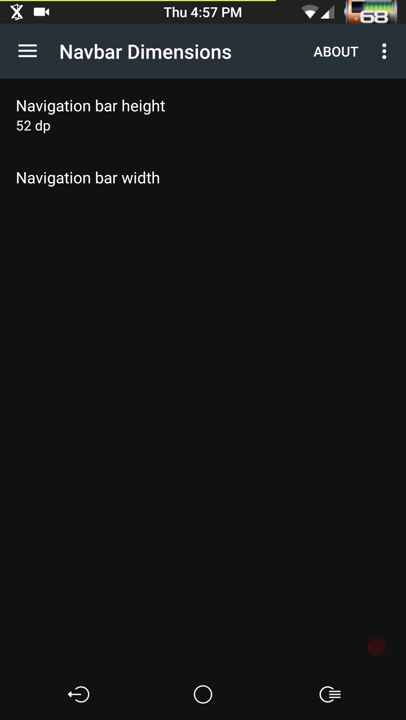 Thu 4:57 PM
68
Navbar Dimensions
ABOUT
Navigation bar height
52 dp
Navigation bar width